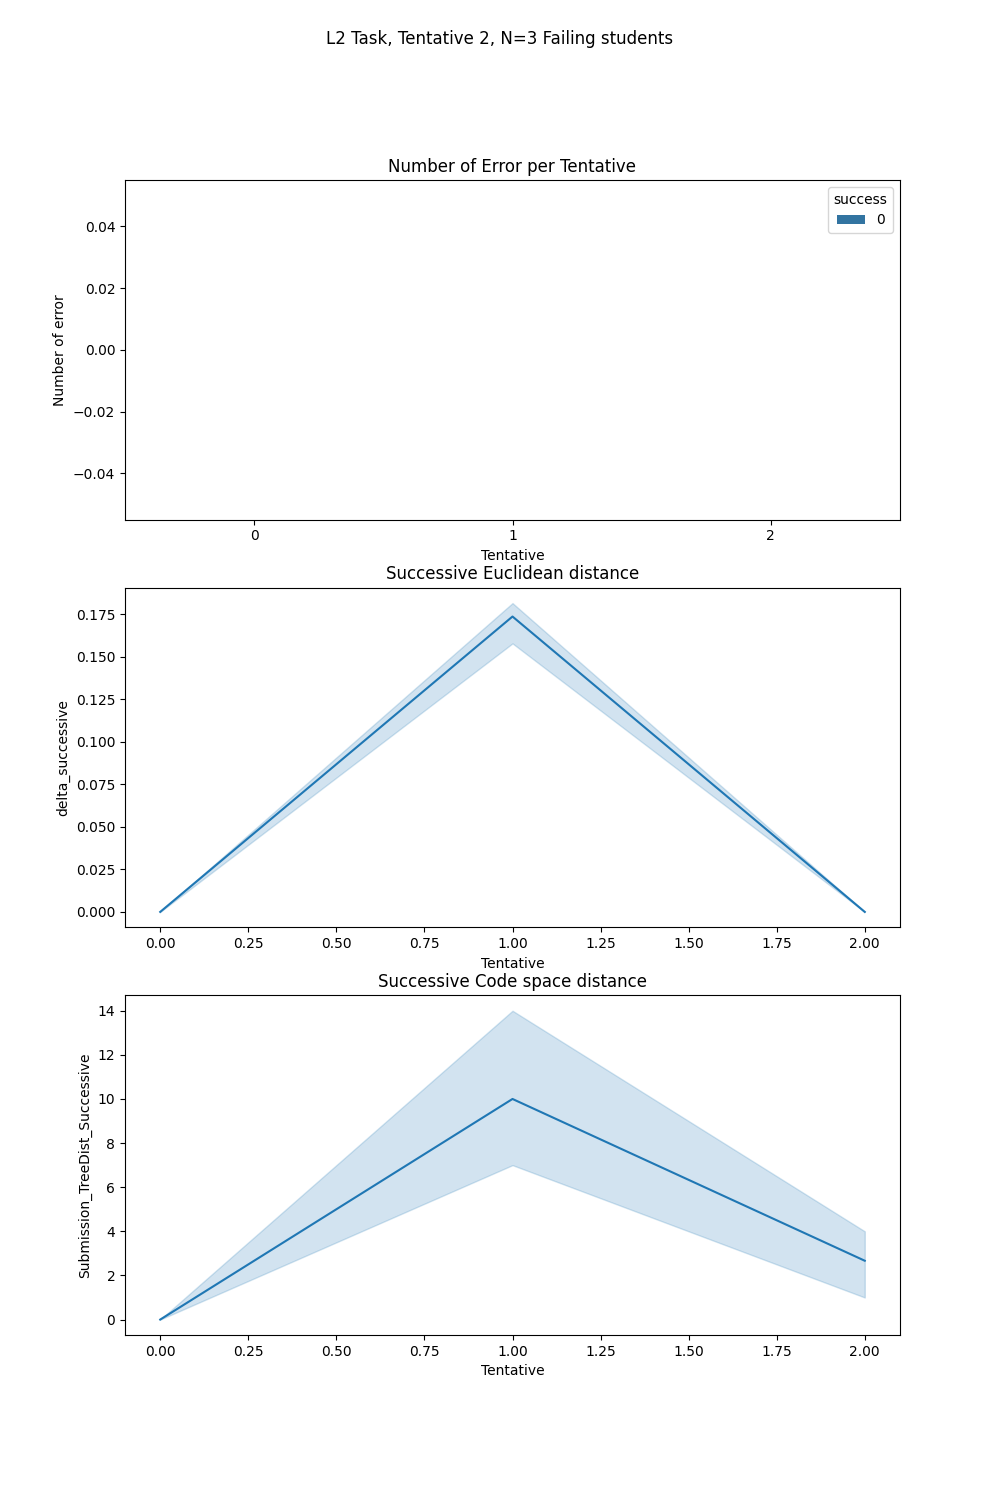 L2 Task, Tentative 2, N=3 Failing students
Number of Error per Tentative
success
0
0.04
0.02
0.00
−0.02
−0.04
Number of error
0 1 2
Tentative
Successive Euclidean distance
0.175
0.150
0.125
0.100
0.075
0.050
0.025
0.000
delta_successive
0.00 0.25 0.50 0.75 1.00 1.25 1.50 1.75 2.00
Tentative
Successive Code space distance
14
12
10
8
6
4
2
0
Submission_TreeDist_Successive
0.00 0.25 0.50 0.75 1.00 1.25 1.50 1.75 2.00
Tentative